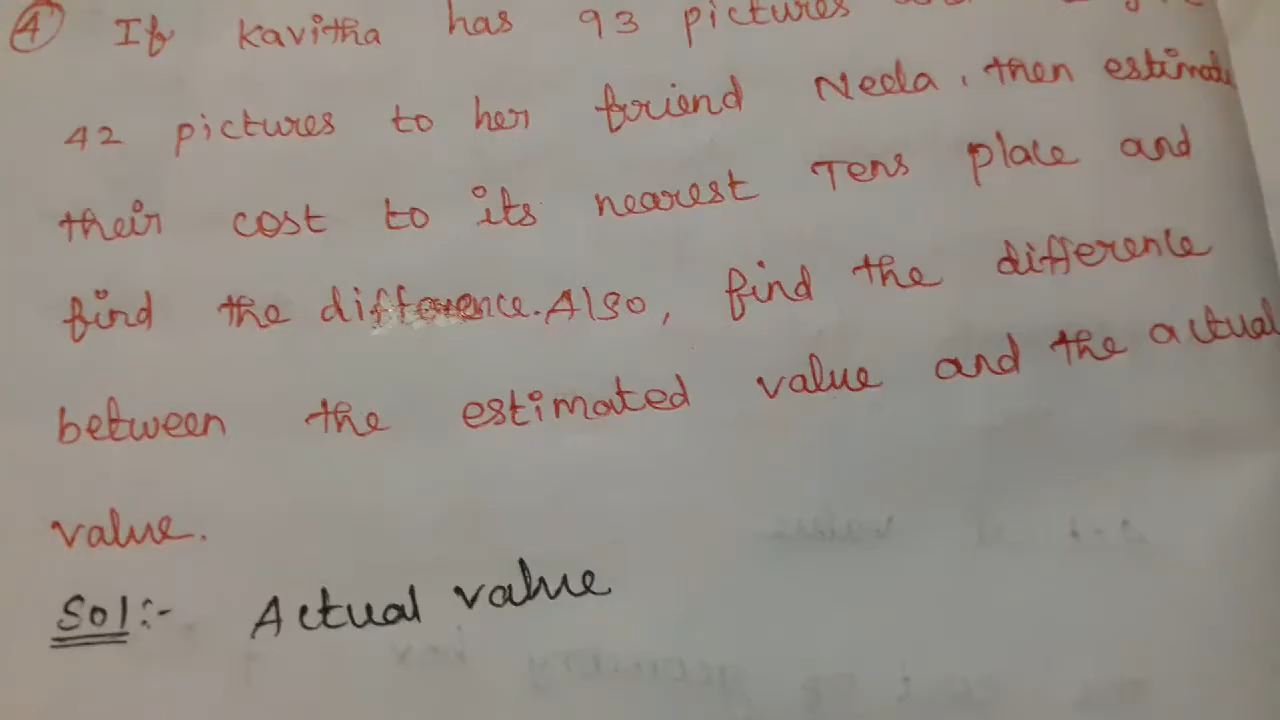 4 If Kavitha has 93 pictures
42 pictures to her friend Neela, then estimate
their cost to its nearest Tens place and
find the difference. Also, find the difference
between the estimated value and the actual
value.
Sol:- Actual value